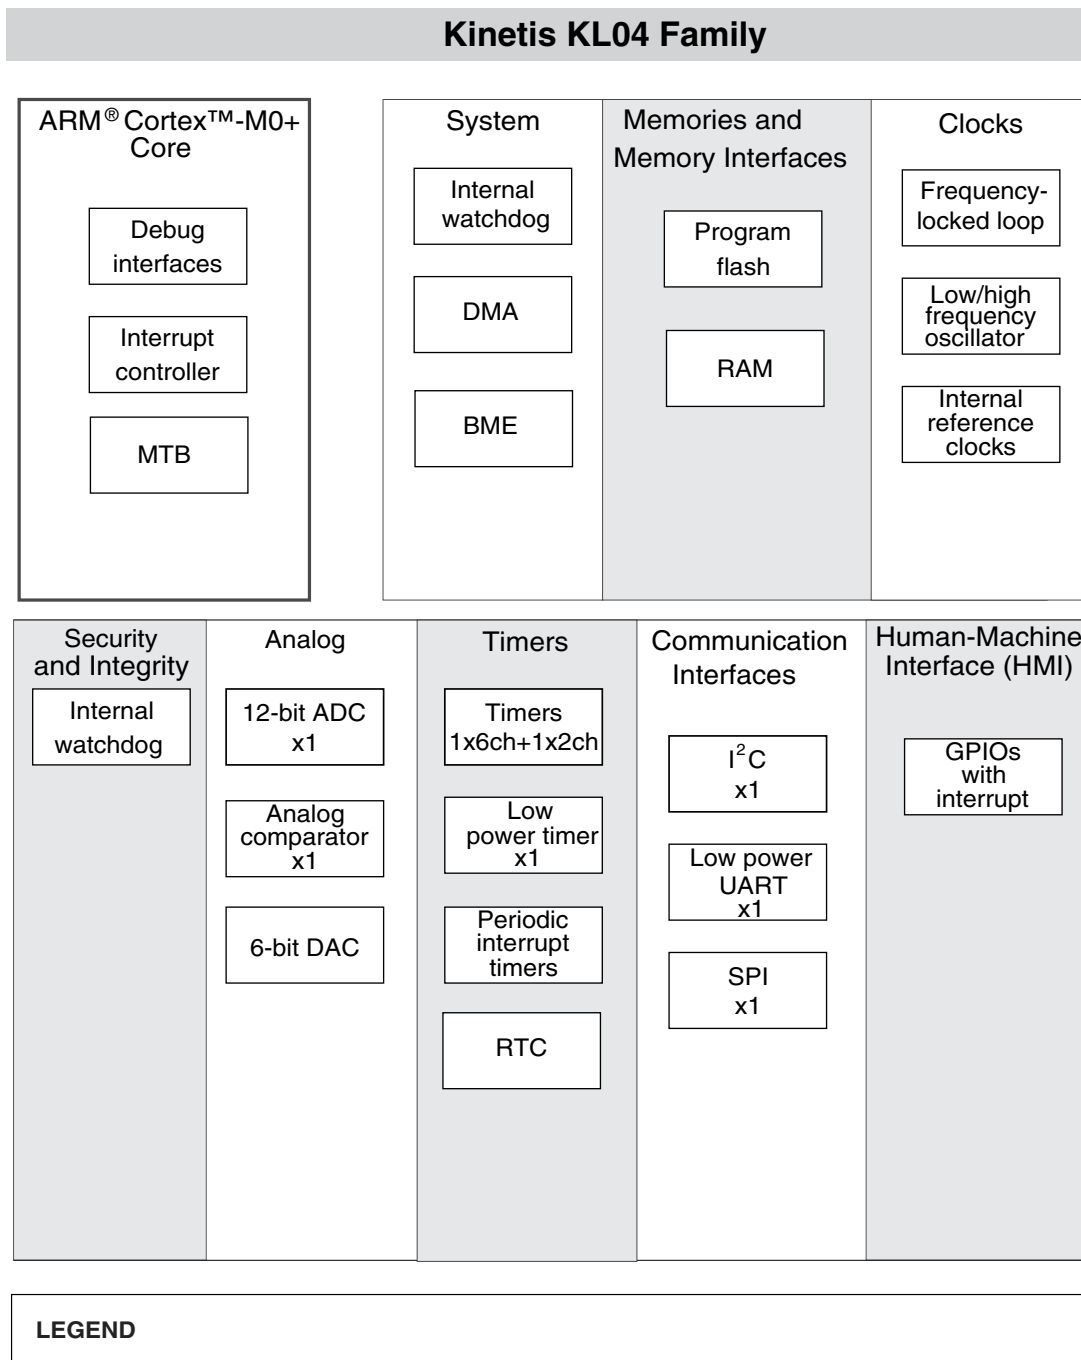 Kinetis KL04 Family
ARM® Cortex™-M0+
Core
Debug
interfaces
Interrupt
controller
MTB
System
Internal
watchdog
DMA
BME
Memories and
Memory Interfaces
Program
flash
RAM
Clocks
Frequency-
locked loop
Low/high
frequency
oscillator
Internal
reference
clocks
Security
and Integrity
Internal
watchdog
Analog
12-bit ADC
x1
Analog
comparator
x1
6-bit DAC
Timers
Timers
1x6ch+1x2ch
Low
power timer
x1
Periodic
interrupt
timers
RTC
Communication
Interfaces
I²C
x1
Low power
UART
x1
SPI
x1
Human-Machine
Interface (HMI)
GPIOs
with
interrupt
LEGEND